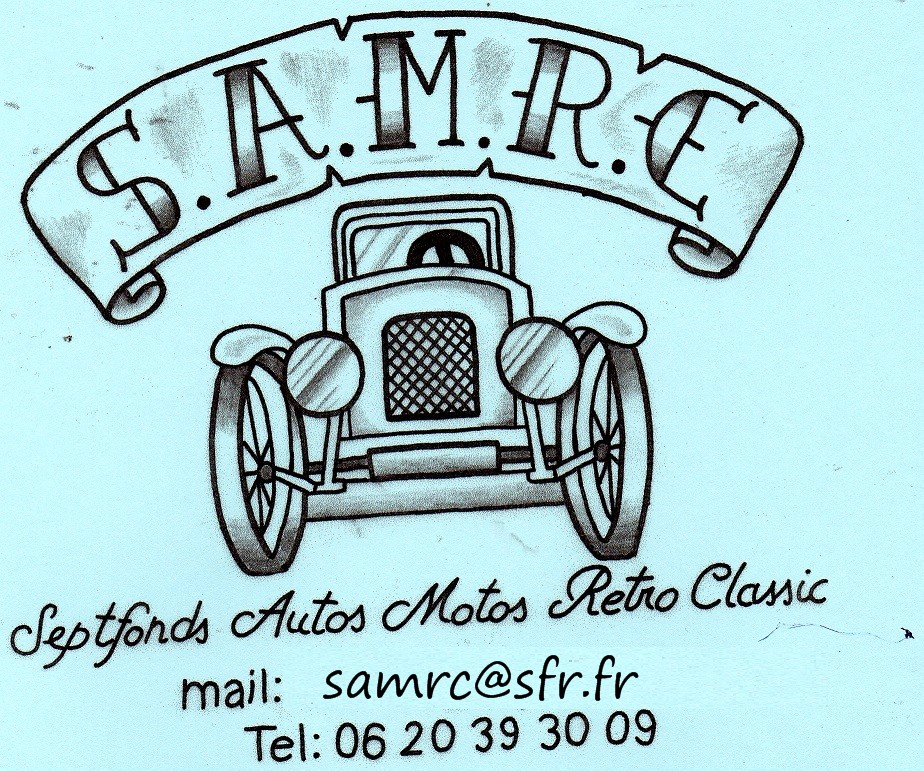 S.A.M.R.C
Septfonds Autos Motos Retro Classic
mail: samrc@sfr.fr
Tel: 06 20 39 30 09